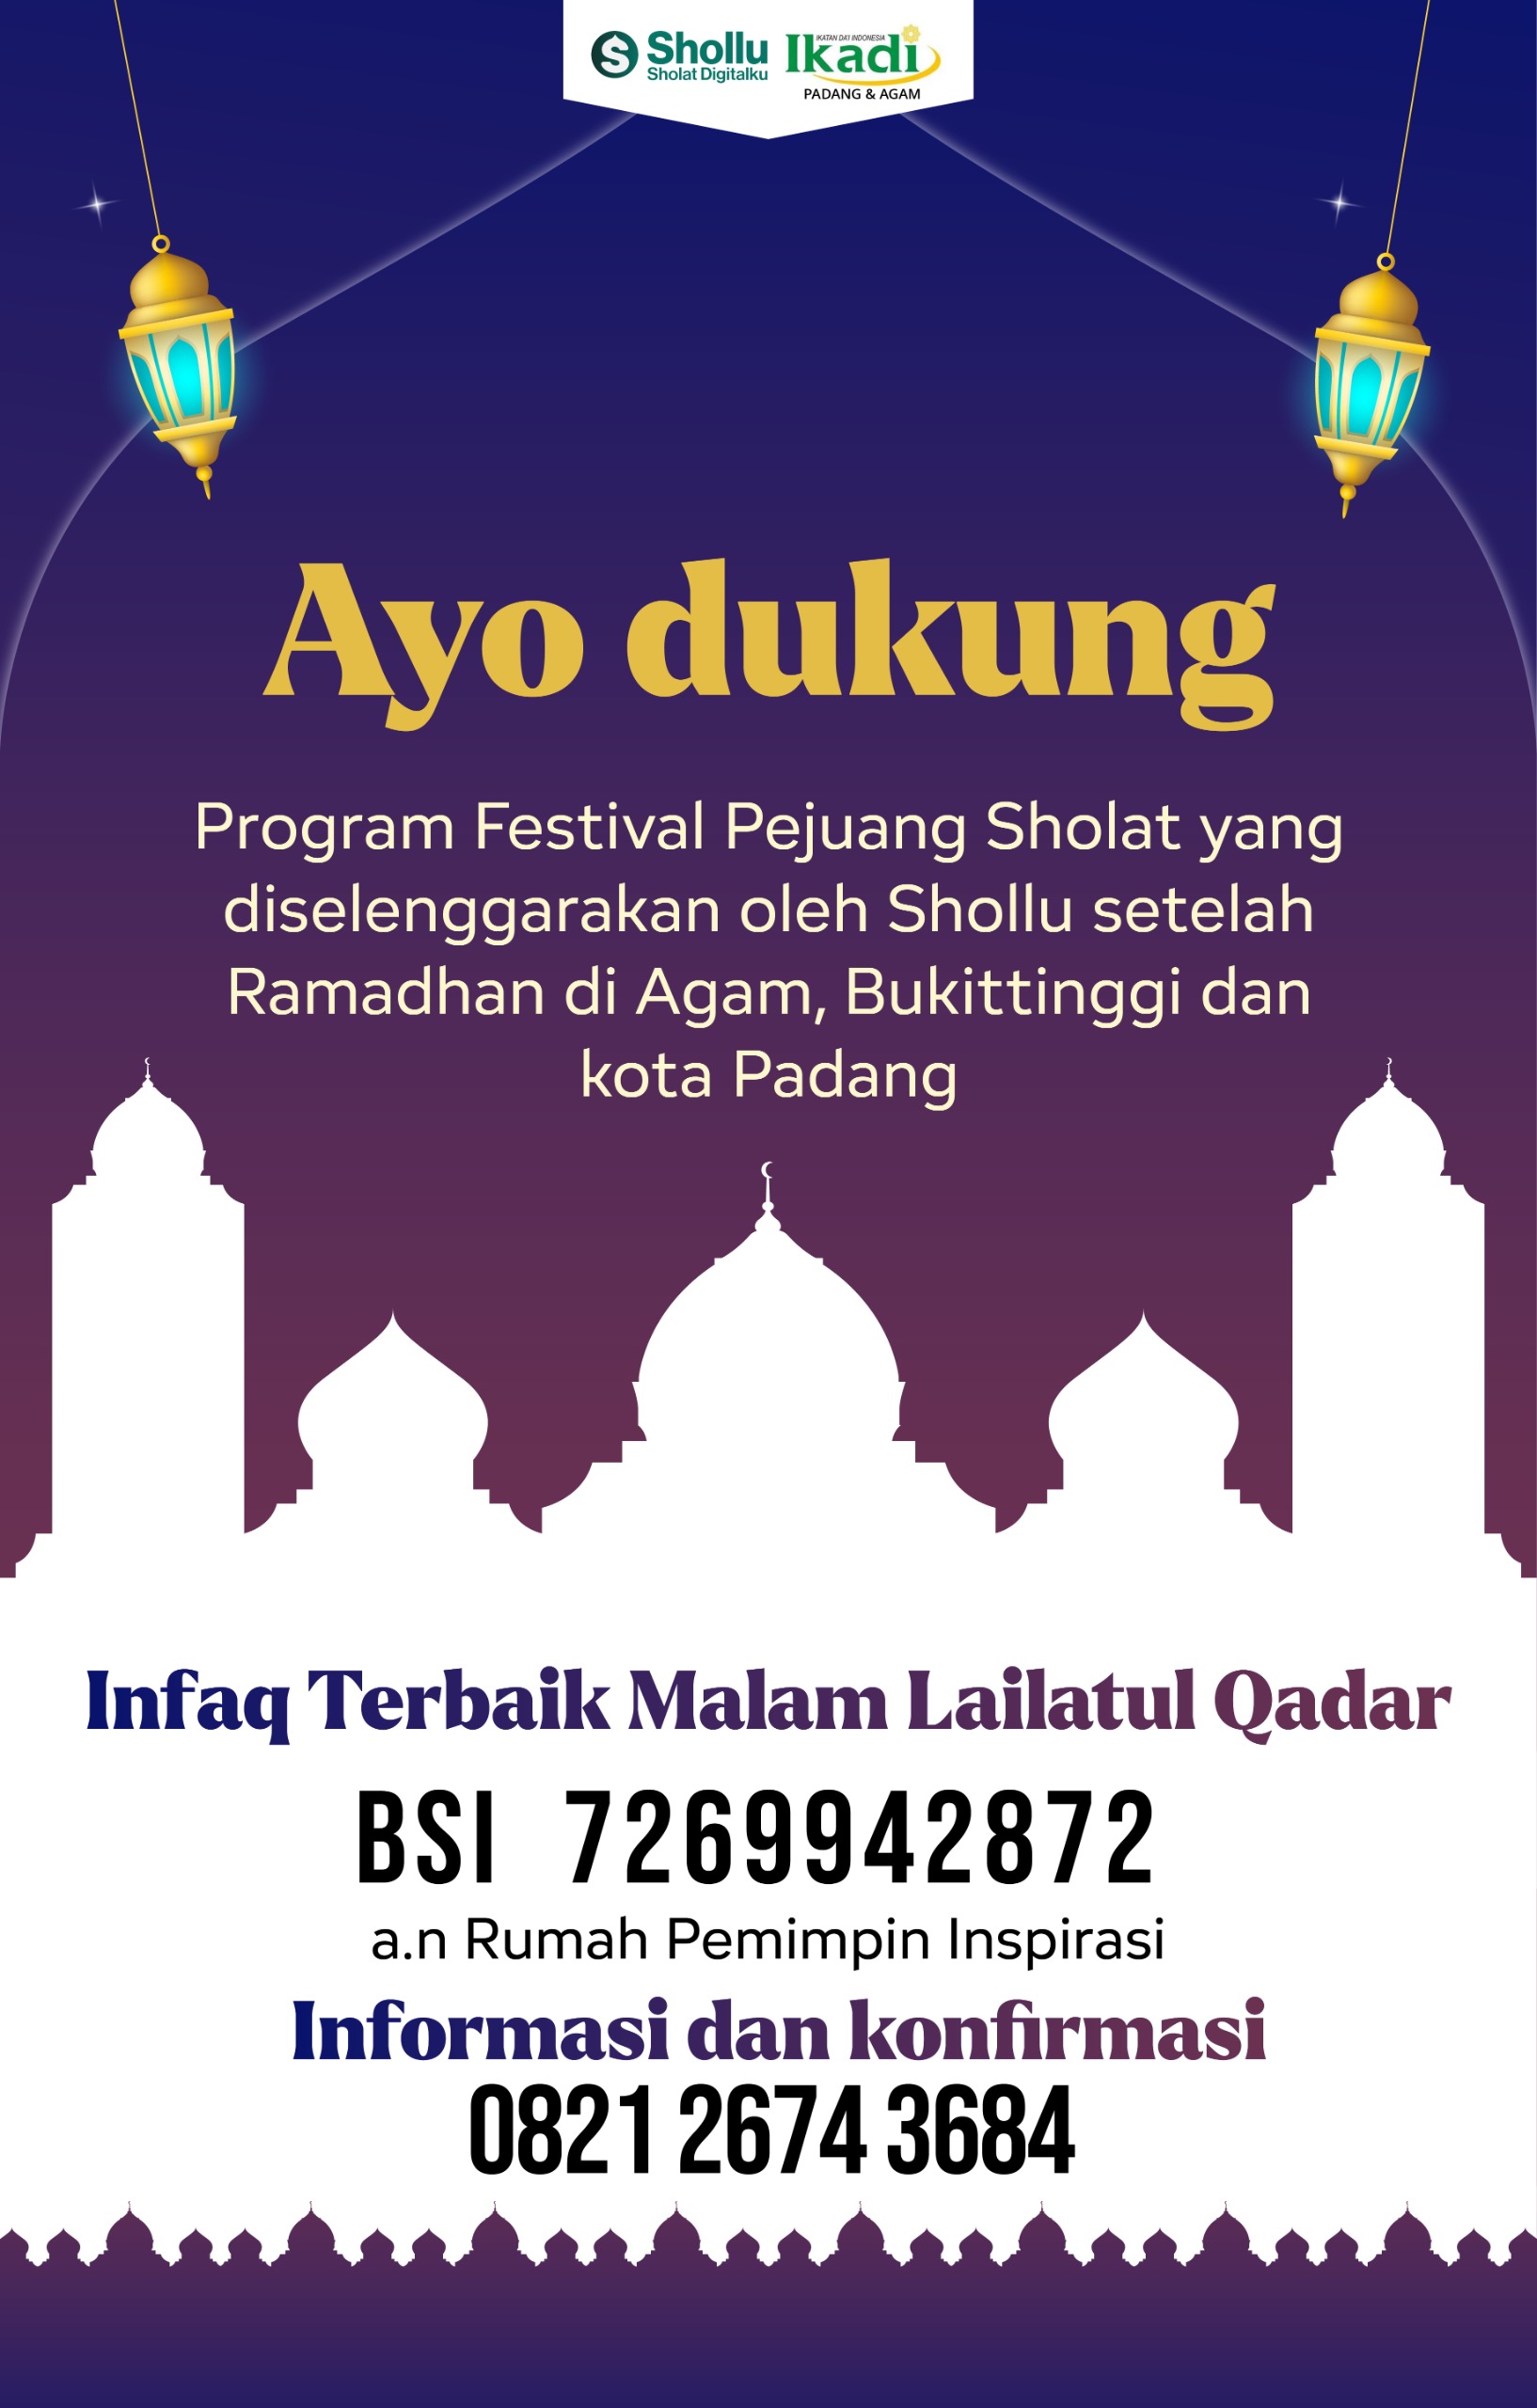 Shollu
Sholat Digitalku
IKATAN DA'I INDONESIA
Ikadi
PADANG & AGAM
Ayo dukung
Program Festival Pejuang Sholat yang
diselenggarakan oleh Shollu setelah
Ramadhan di Agam, Bukittinggi dan
kota Padang
Infaq Terbaik Malam Lailatul Qadar
BSI 7269942872
a.n Rumah Pemimpin Inspirasi
Informasi dan konfirmasi
0821 2674 3684